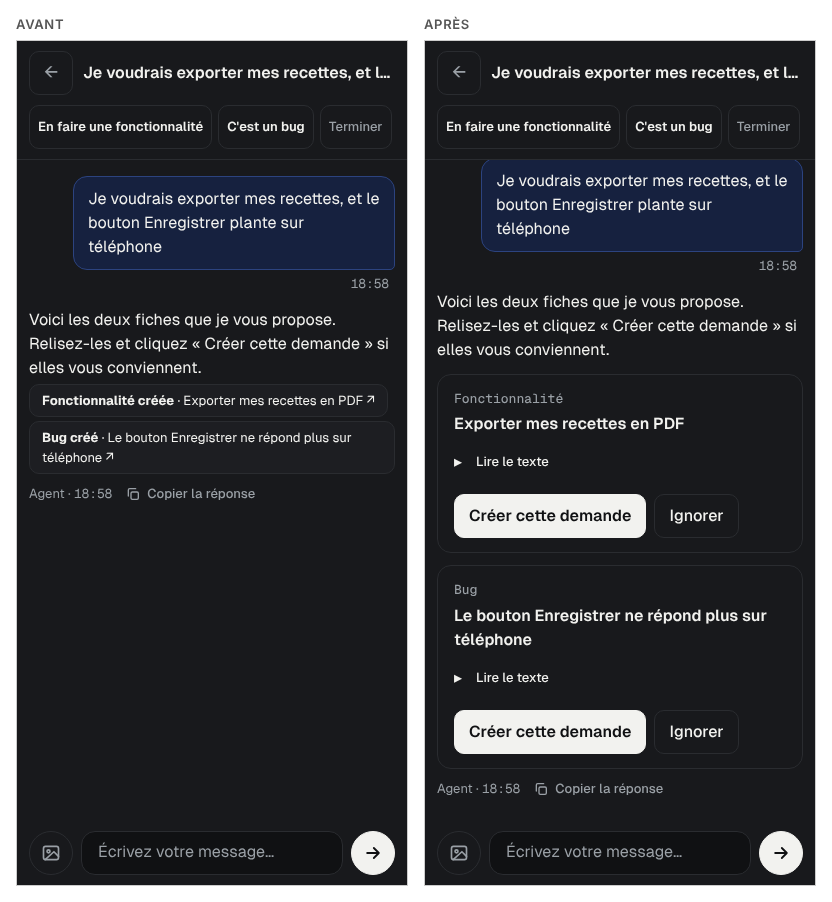 AVANT
Je voudrais exporter mes recettes, et l...
En faire une fonctionnalité
C'est un bug
Terminer
Je voudrais exporter mes recettes, et le
bouton Enregistrer plante sur
téléphone
18:58
Voici les deux fiches que je vous propose.
Relisez-les et cliquez « Créer cette demande » si
elles vous conviennent.
Fonctionnalité créée · Exporter mes recettes en PDF ↗
Bug créé · Le bouton Enregistrer ne répond plus sur
téléphone ↗
Agent · 18:58 Copier la réponse
Écrivez votre message...
APRÈS
Je voudrais exporter mes recettes, et l...
En faire une fonctionnalité
C'est un bug
Terminer
Je voudrais exporter mes recettes, et le
bouton Enregistrer plante sur
téléphone
18:58
Voici les deux fiches que je vous propose.
Relisez-les et cliquez « Créer cette demande » si
elles vous conviennent.
Fonctionnalité
Exporter mes recettes en PDF
▶ Lire le texte
Créer cette demande
Ignorer
Bug
Le bouton Enregistrer ne répond plus sur
téléphone
▶ Lire le texte
Créer cette demande
Ignorer
Agent · 18:58 Copier la réponse
Écrivez votre message...